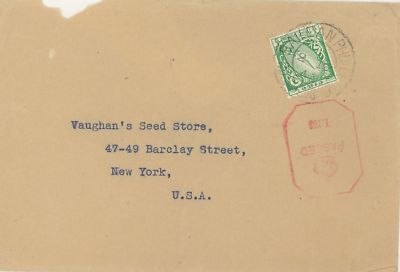 Vaughan's Seed Store,
47-49 Barclay Street,
New York,
U.S.A.
PASSED